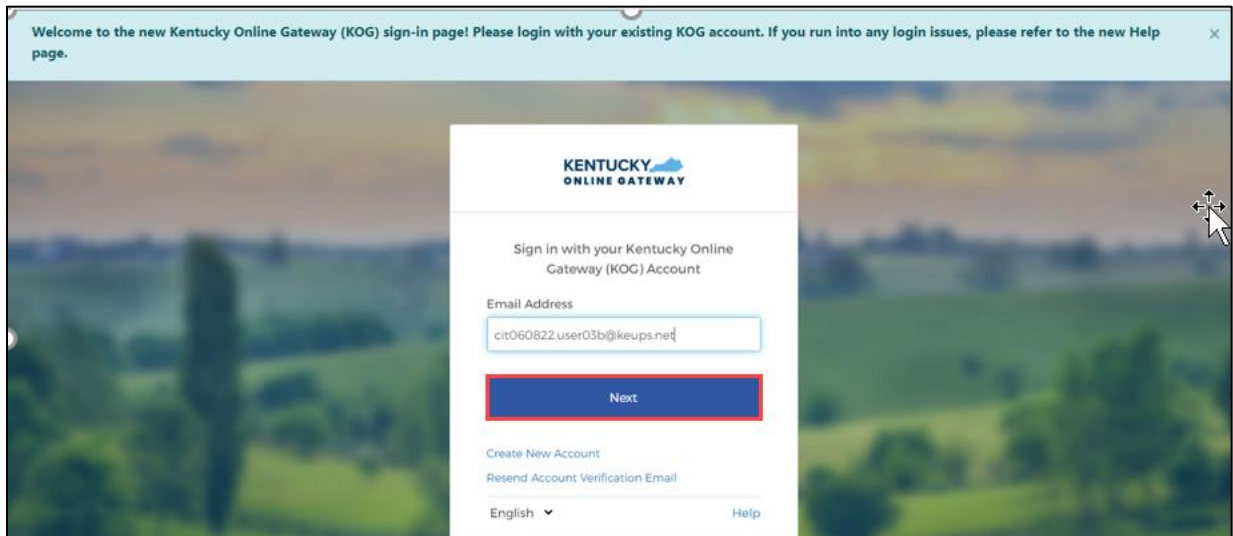 Welcome to the new Kentucky Online Gateway (KOG) sign-in page! Please login with your existing KOG account. If you run into any login issues, please refer to the new Help
page.
×
KENTUCKY
ONLINE GATEWAY
Sign in with your Kentucky Online
Gateway (KOG) Account
Email Address
cit060822.user03b@keups.net
Next
Create New Account
Resend Account Verification Email
English Help